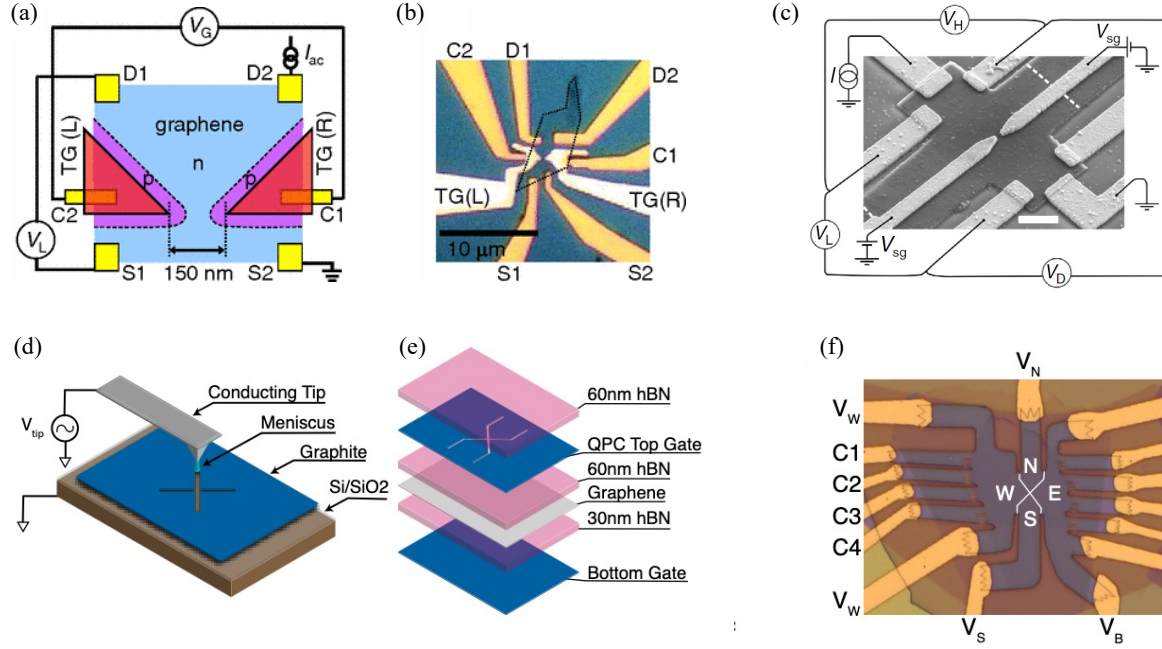 (a)
V_G
I_ac
D1
D2
TG (L)
graphene
TG (R)
n
p
p
C2
C1
V_L
S1
150 nm
S2
(b)
C2
D1
D2
C1
TG(L)
TG(R)
10 μm
S1
S2
(c)
V_H
V_sg
I
V_L
V_sg
V_D
(d)
Conducting Tip
Meniscus
V_tip
Graphite
Si/SiO2
(e)
60nm hBN
QPC Top Gate
60nm hBN
Graphene
30nm hBN
Bottom Gate
:
(f)
V_N
V_W
C1
C2
C3
C4
N
W
E
S
V_W
V_S
V_B